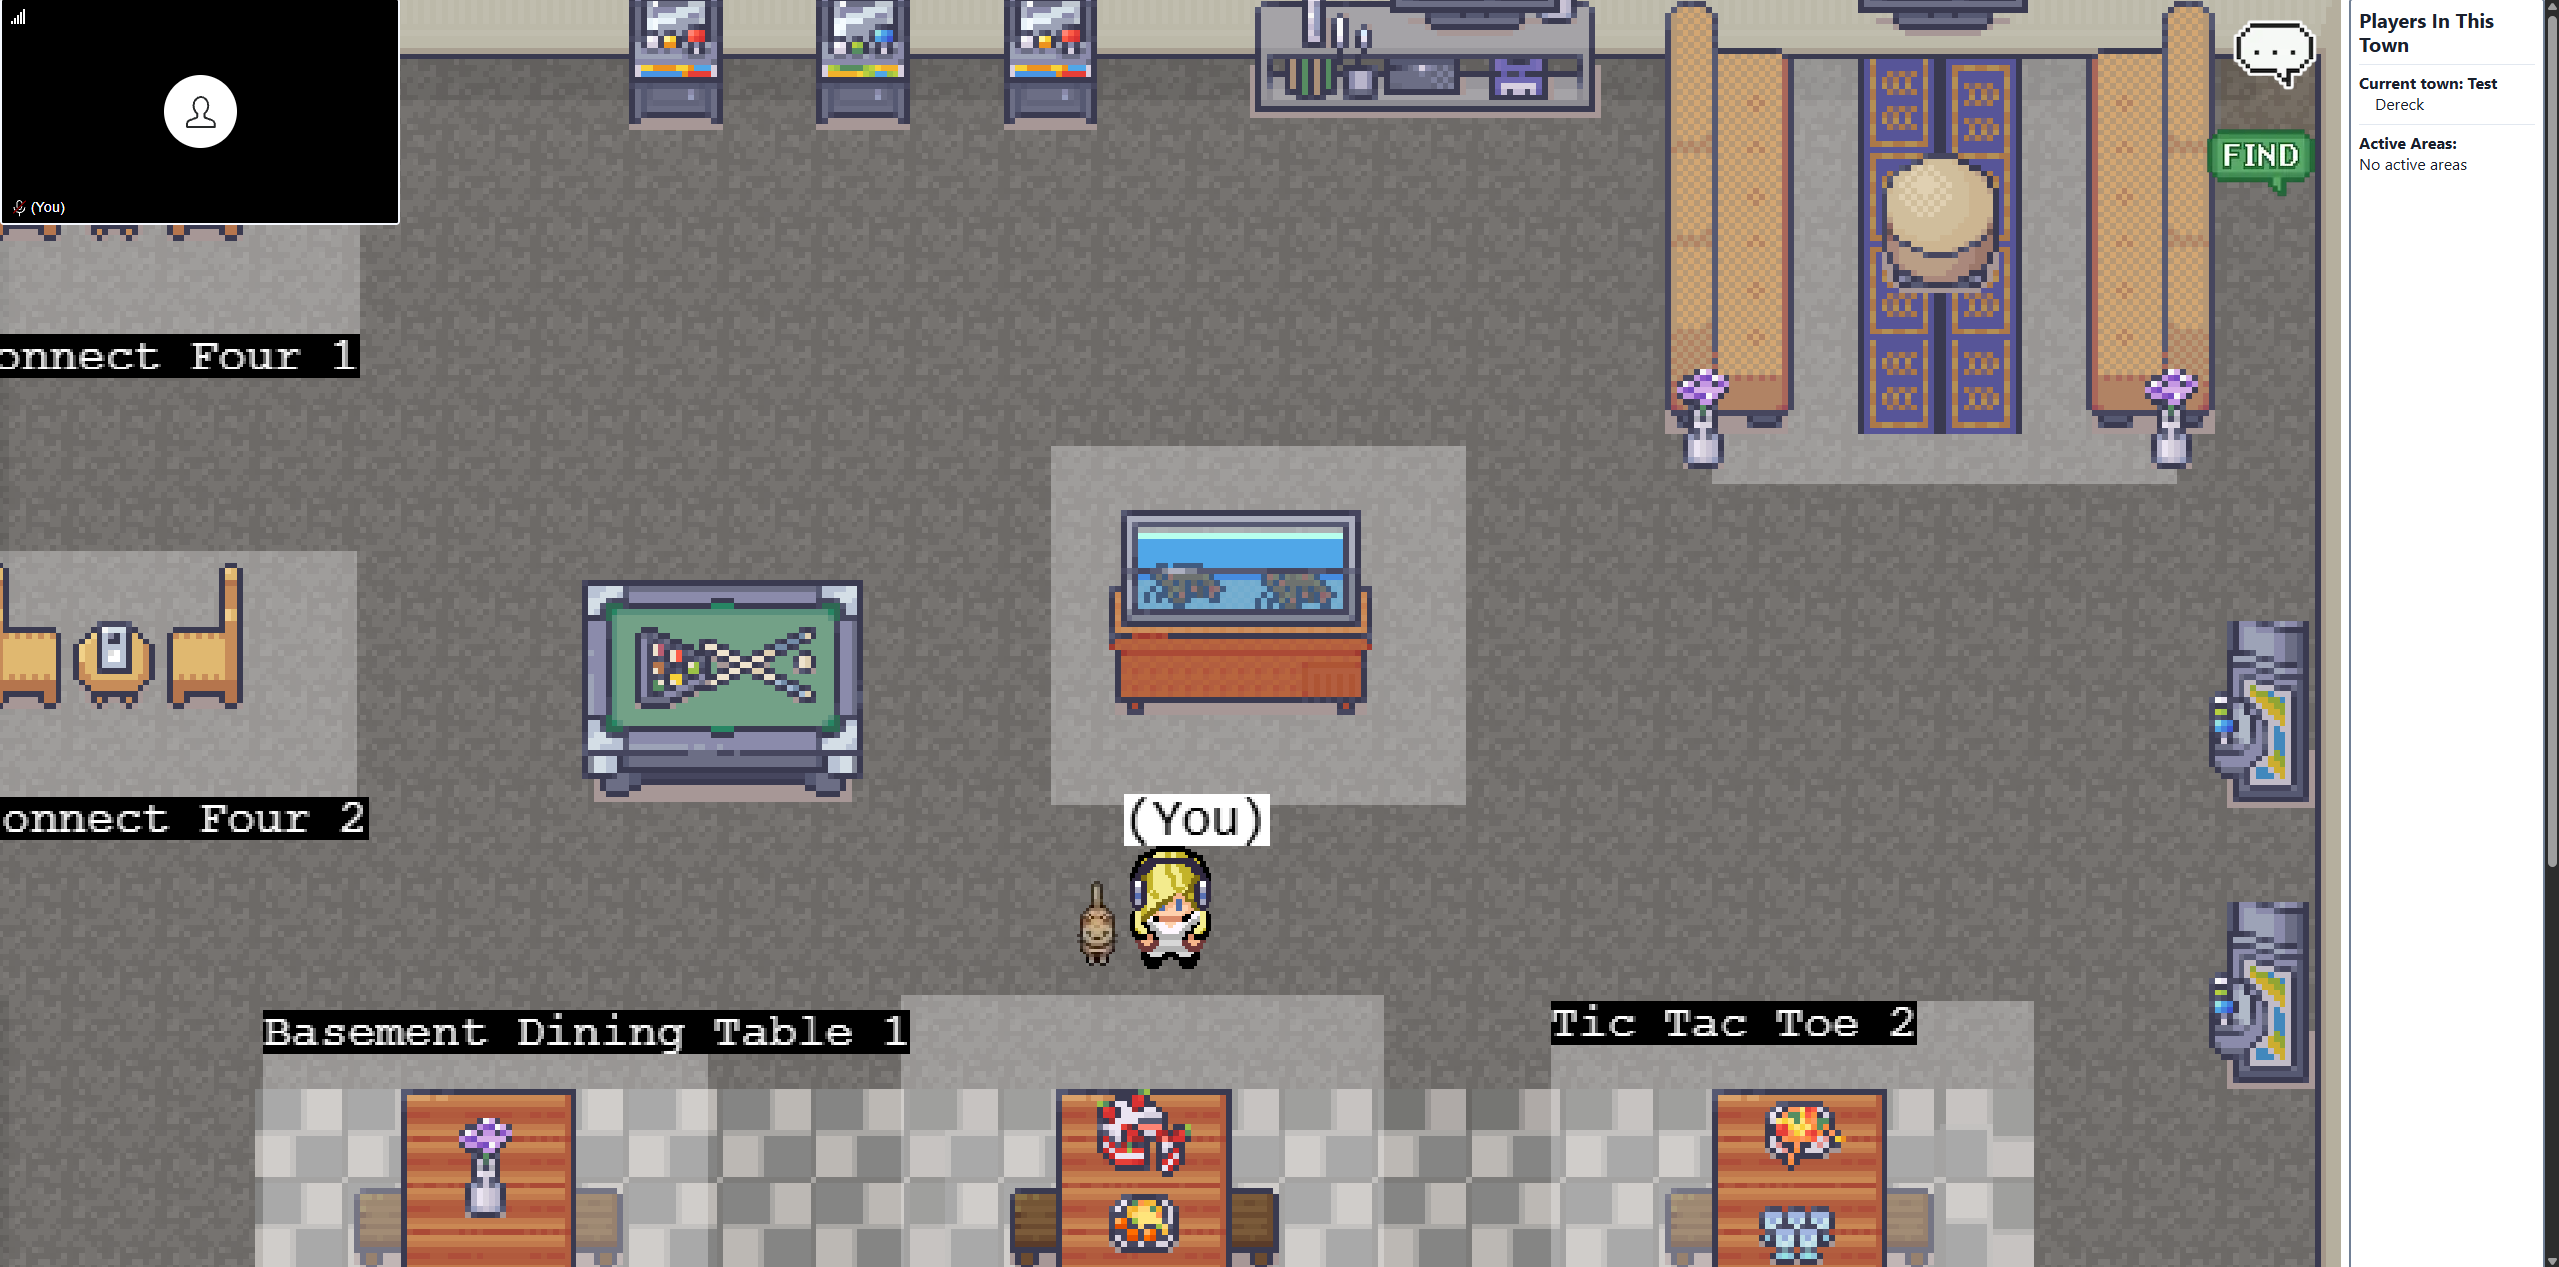 (You)
Players In This
Town
Current town: Test
Dereck
Active Areas:
No active areas
FIND
onnect Four 1
onnect Four 2
(You)
Basement Dining Table 1
Tic Tac Toe 2